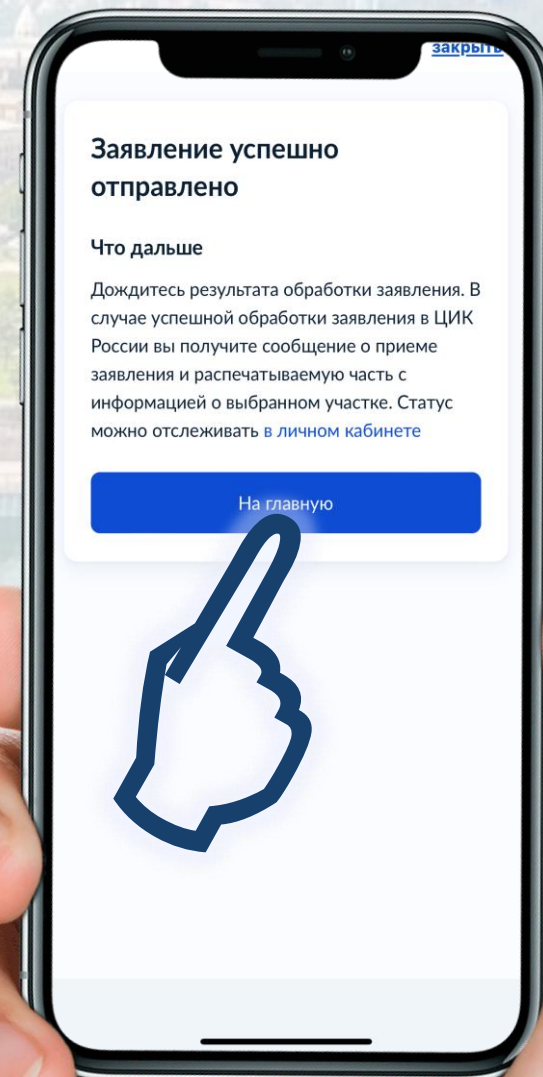 закрыть
Заявление успешно
отправлено
Что дальше
Дождитесь результата обработки заявления. В
случае успешной обработки заявления в ЦИК
России вы получите сообщение о приеме
заявления и распечатываемую часть с
информацией о выбранном участке. Статус
можно отслеживать в личном кабинете
На главную